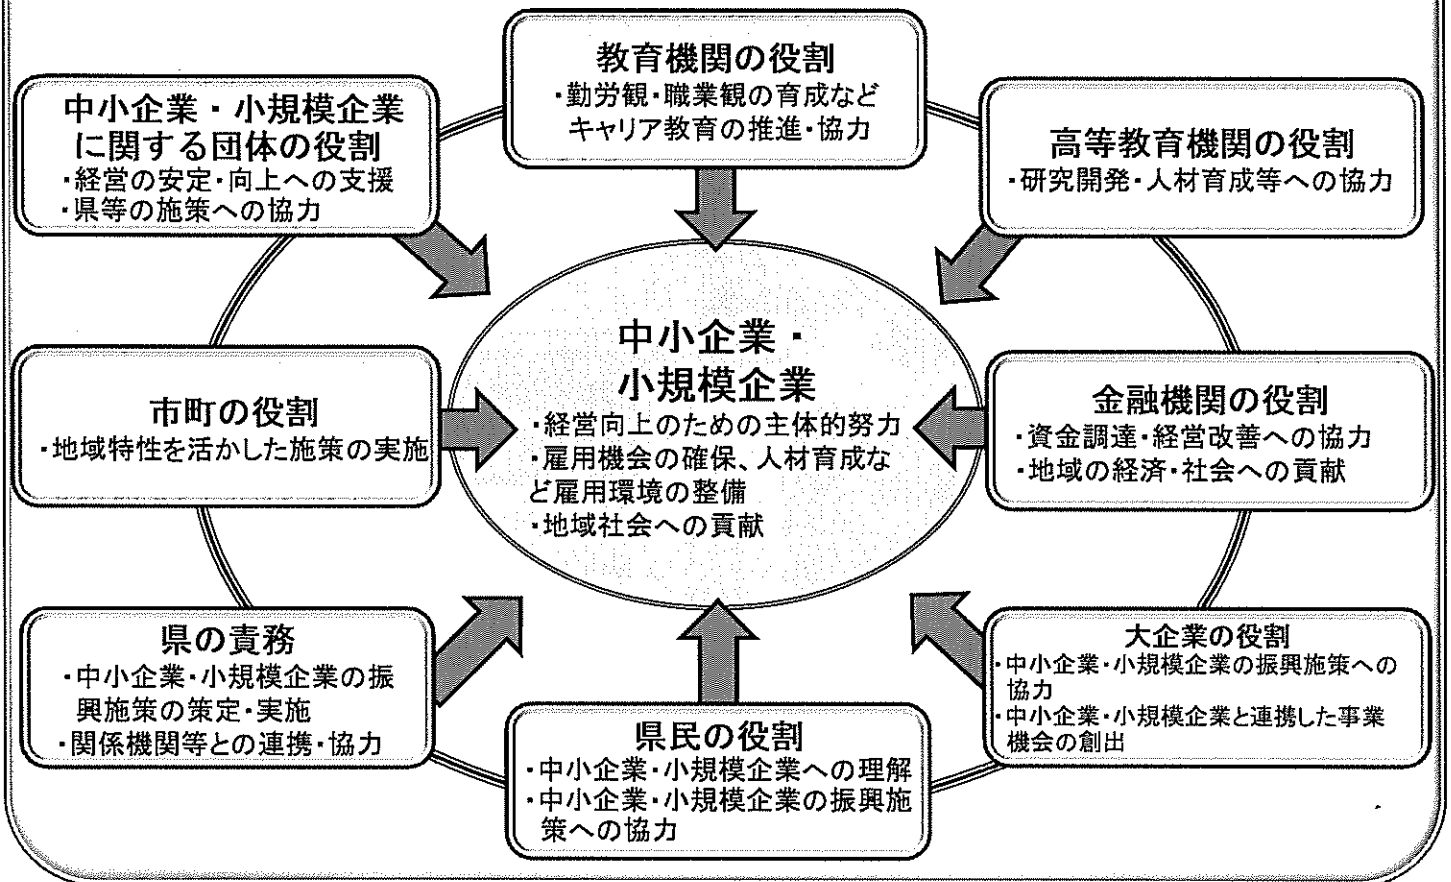 教育機関の役割
・勤労観・職業観の育成など
キャリア教育の推進・協力
中小企業・小規模企業
に関する団体の役割
・経営の安定・向上への支援
・県等の施策への協力
高等教育機関の役割
・研究開発・人材育成等への協力
中小企業・
小規模企業
・経営向上のための主体的努力
・雇用機会の確保、人材育成な
ど雇用環境の整備
・地域社会への貢献
市町の役割
・地域特性を活かした施策の実施
金融機関の役割
・資金調達・経営改善への協力
・地域の経済・社会への貢献
県の責務
・中小企業・小規模企業の振
興施策の策定・実施
・関係機関等との連携・協力
県民の役割
・中小企業・小規模企業への理解
・中小企業・小規模企業の振興施
策への協力
大企業の役割
・中小企業・小規模企業の振興施策への
協力
・中小企業・小規模企業と連携した事業
機会の創出